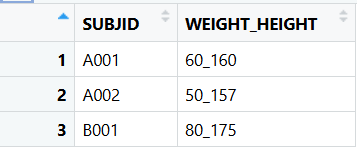 SUBJID WEIGHT_HEIGHT
1 A001 60_160
2 A002 50_157
3 B001 80_175